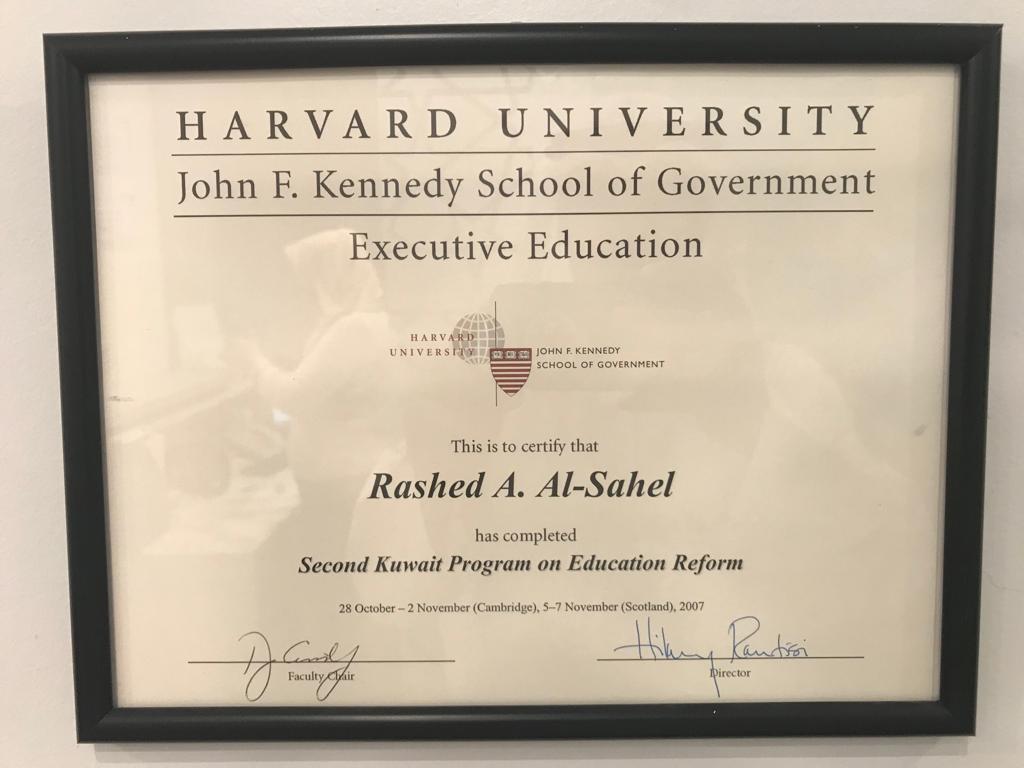 HARVARD UNIVERSITY
John F. Kennedy School of Government
Executive Education
HARVARD
UNIVERSITY
JOHN F. KENNEDY
SCHOOL OF GOVERNMENT
This is to certify that
Rashed A. Al-Sahel
has completed
Second Kuwait Program on Education Reform
28 October – 2 November (Cambridge), 5–7 November (Scotland), 2007
Hilary Rantisi
Faculty Chair
Director